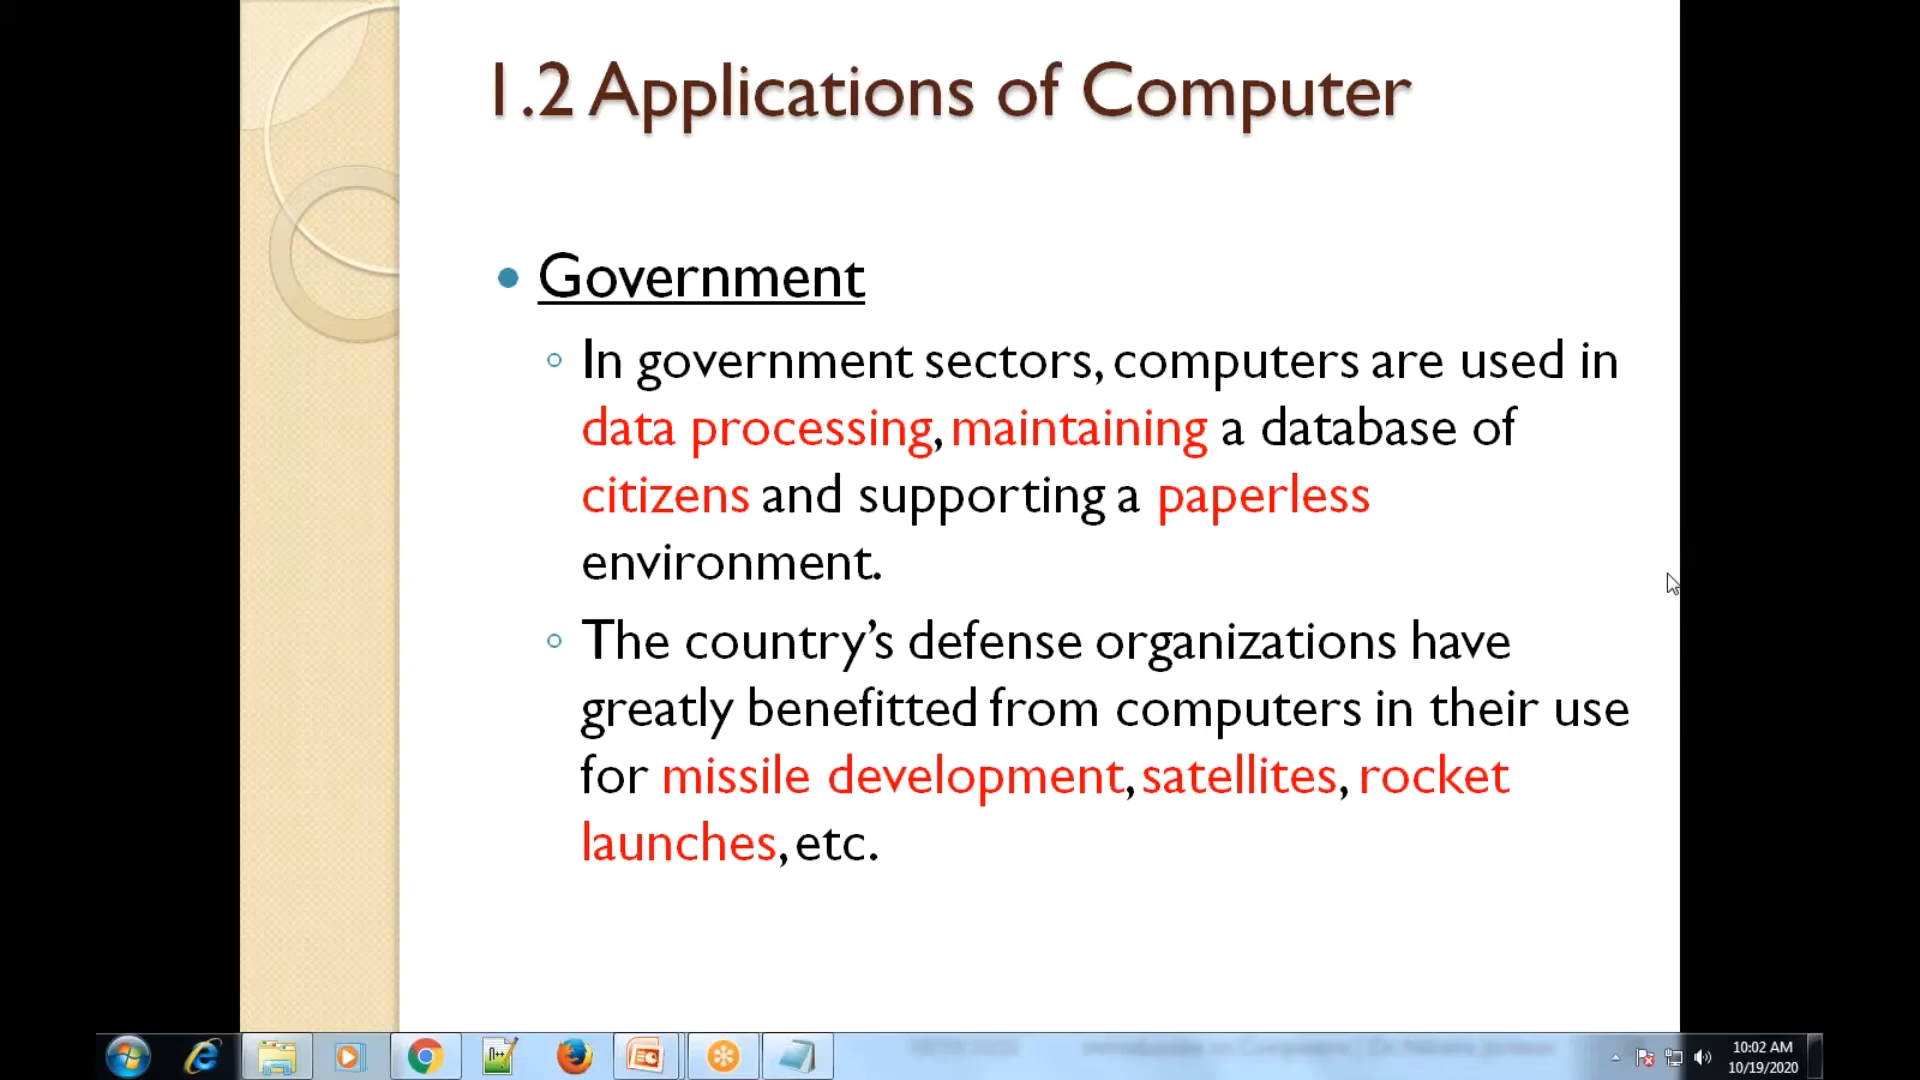 1.2 Applications of Computer
Government
In government sectors, computers are used in
data processing, maintaining a database of
citizens and supporting a paperless
environment.
The country’s defense organizations have
greatly benefitted from computers in their use
for missile development, satellites, rocket
launches, etc.
10:02 AM
10/19/2020